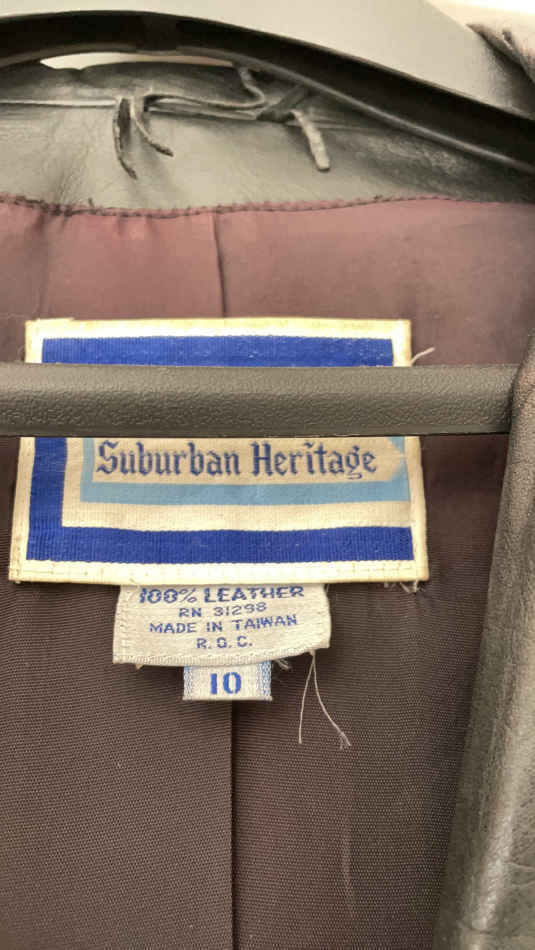 Suburban Heritage
100% LEATHER
RN 31298
MADE IN TAIWAN
R.O.C.
10